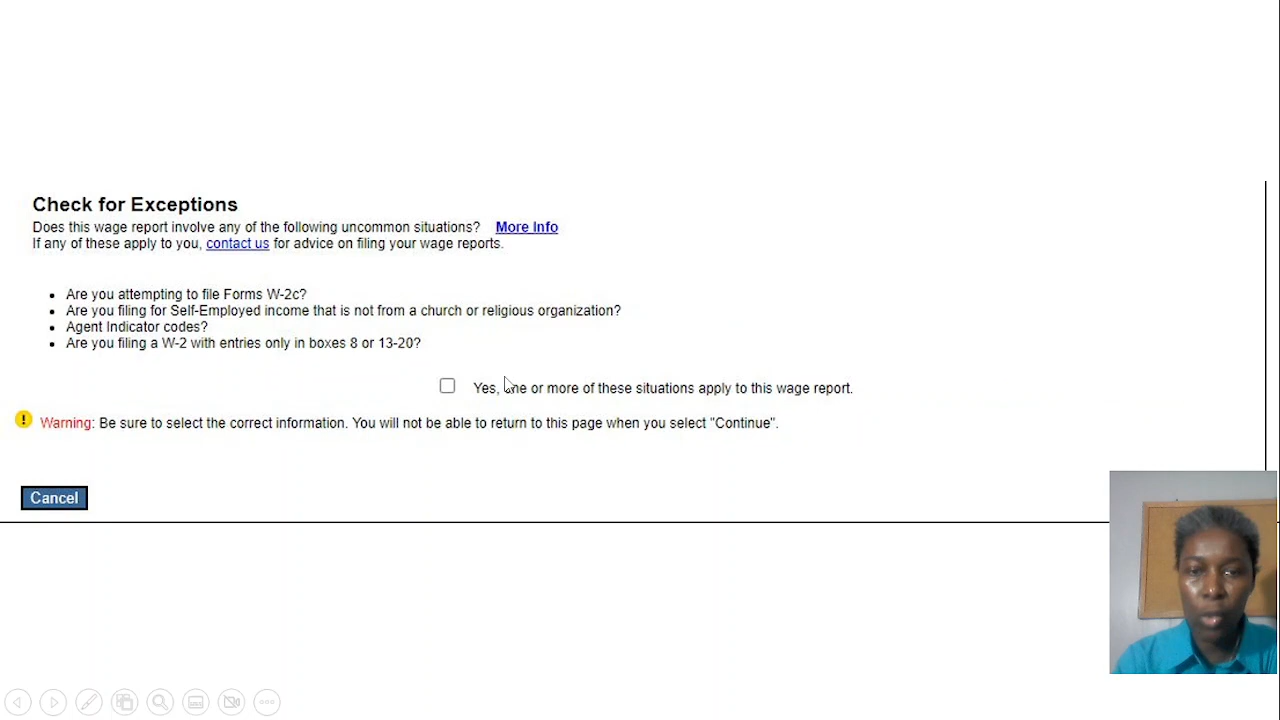 Check for Exceptions
Does this wage report involve any of the following uncommon situations? More Info
If any of these apply to you, contact us for advice on filing your wage reports.
• Are you attempting to file Forms W-2c?
• Are you filing for Self-Employed income that is not from a church or religious organization?
• Agent Indicator codes?
• Are you filing a W-2 with entries only in boxes 8 or 13-20?
Yes, one or more of these situations apply to this wage report.
Warning: Be sure to select the correct information. You will not be able to return to this page when you select "Continue".
Cancel